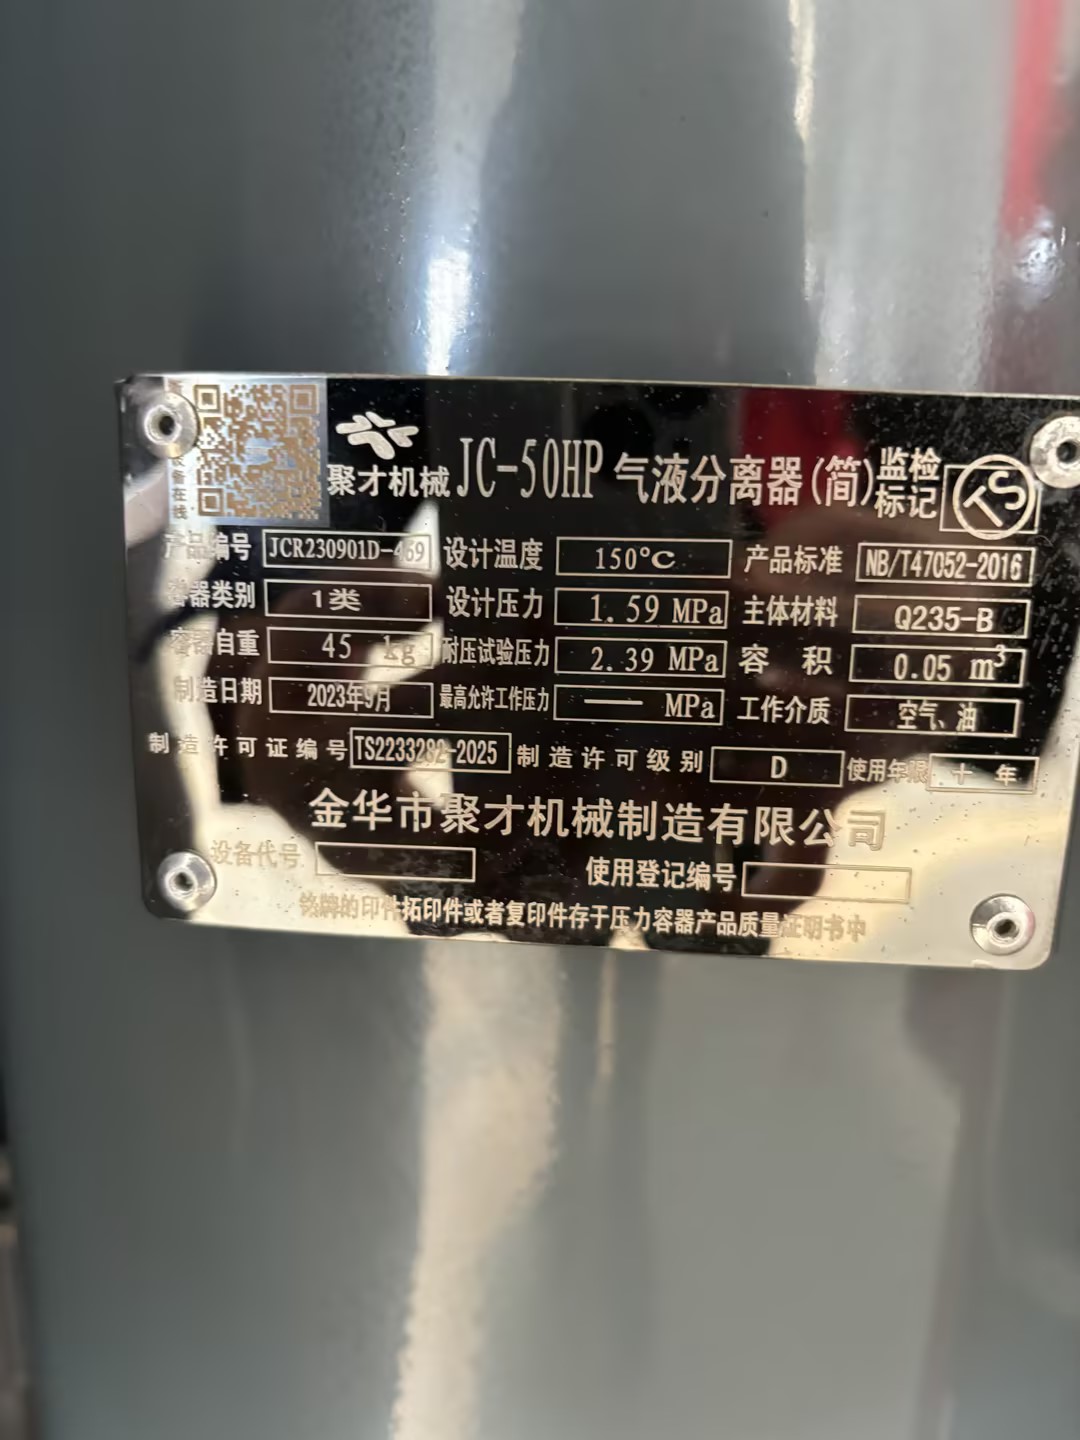 聚才机械 JC-50HP 气液分离器(简) 监检标记 TS
产品编号 JCR230901D-469 设计温度 150℃ 产品标准 NB/T47052-2016
容器类别 1类 设计压力 1.59 MPa 主体材料 Q235-B
容器自重 45 kg 耐压试验压力 2.39 MPa 容 积 0.05 m³
制造日期 2023年9月 最高允许工作压力 —— MPa 工作介质 空气、油
制造许可证编号 TS2233282-2025 制造许可级别 D 使用年限 十 年
金华市聚才机械制造有限公司
设备代号 使用登记编号
铭牌的印件拓印件或者复印件存于压力容器产品质量证明书中